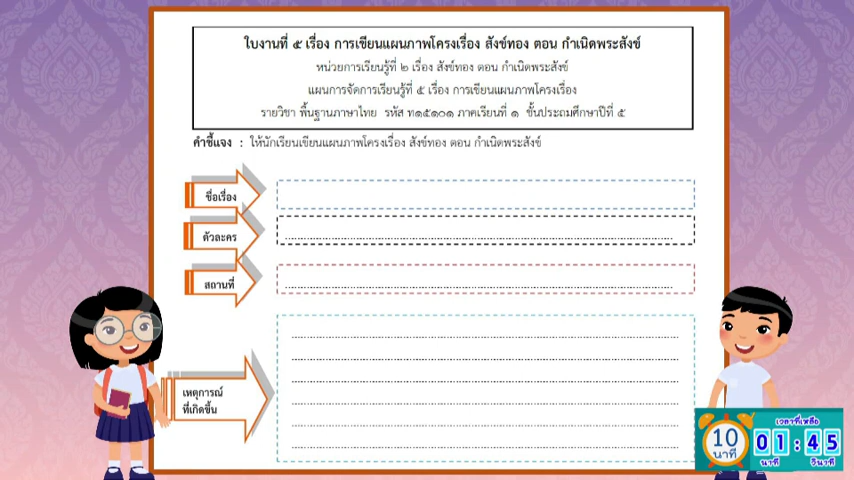 ใบงานที่ ๕ เรื่อง การเขียนแผนภาพโครงเรื่อง สังข์ทอง ตอน กำเนิดพระสังข์
หน่วยการเรียนรู้ที่ ๒ เรื่อง สังข์ทอง ตอน กำเนิดพระสังข์
แผนการจัดการเรียนรู้ที่ ๕ เรื่อง การเขียนแผนภาพโครงเรื่อง
รายวิชา พื้นฐานภาษาไทย รหัส ท๑๕๑๐๑ ภาคเรียนที่ ๑ ชั้นประถมศึกษาปีที่ ๕
คำชี้แจง : ให้นักเรียนเขียนแผนภาพโครงเรื่อง สังข์ทอง ตอน กำเนิดพระสังข์
ชื่อเรื่อง
ตัวละคร
สถานที่
เหตุการณ์
ที่เกิดขึ้น
10
นาที
เวลาที่เหลือ
01:45
นาที วินาที